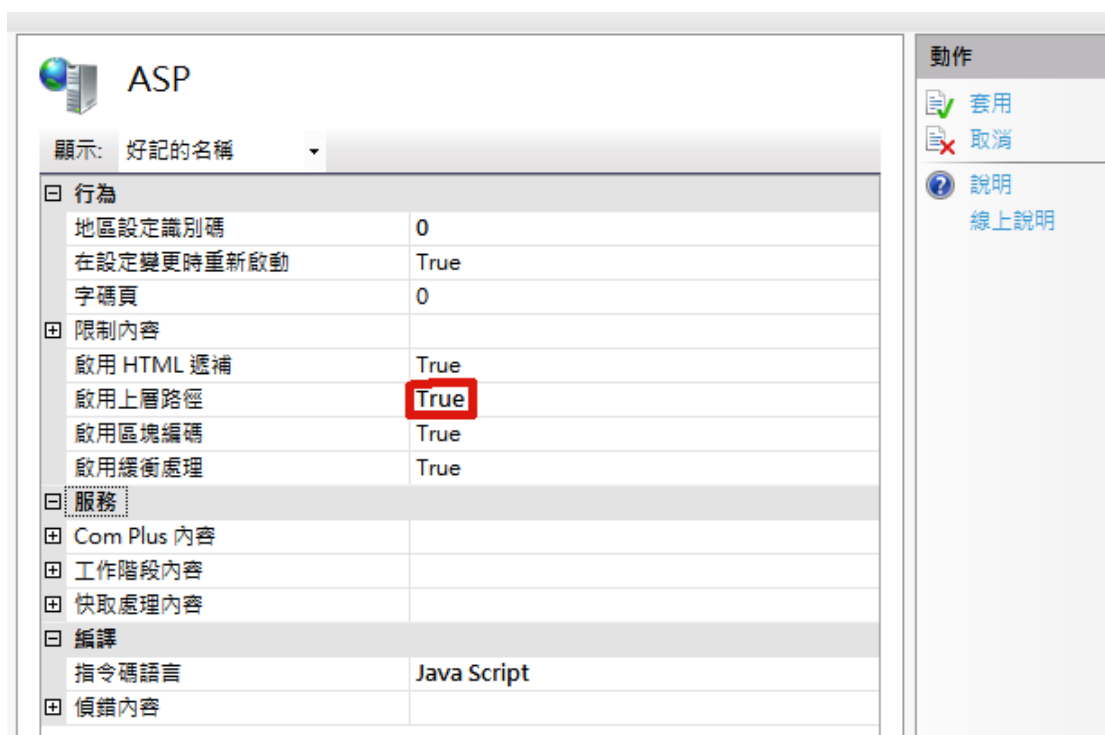 ASP
顯示: 好記的名稱
行為
地區設定識別碼 0
在設定變更時重新啟動 True
字碼頁 0
限制內容
啟用 HTML 遞補 True
啟用上層路徑 True
啟用區塊編碼 True
啟用緩衝處理 True
服務
Com Plus 內容
工作階段內容
快取處理內容
編譯
指令碼語言 Java Script
偵錯內容
動作
套用
取消
說明
線上說明